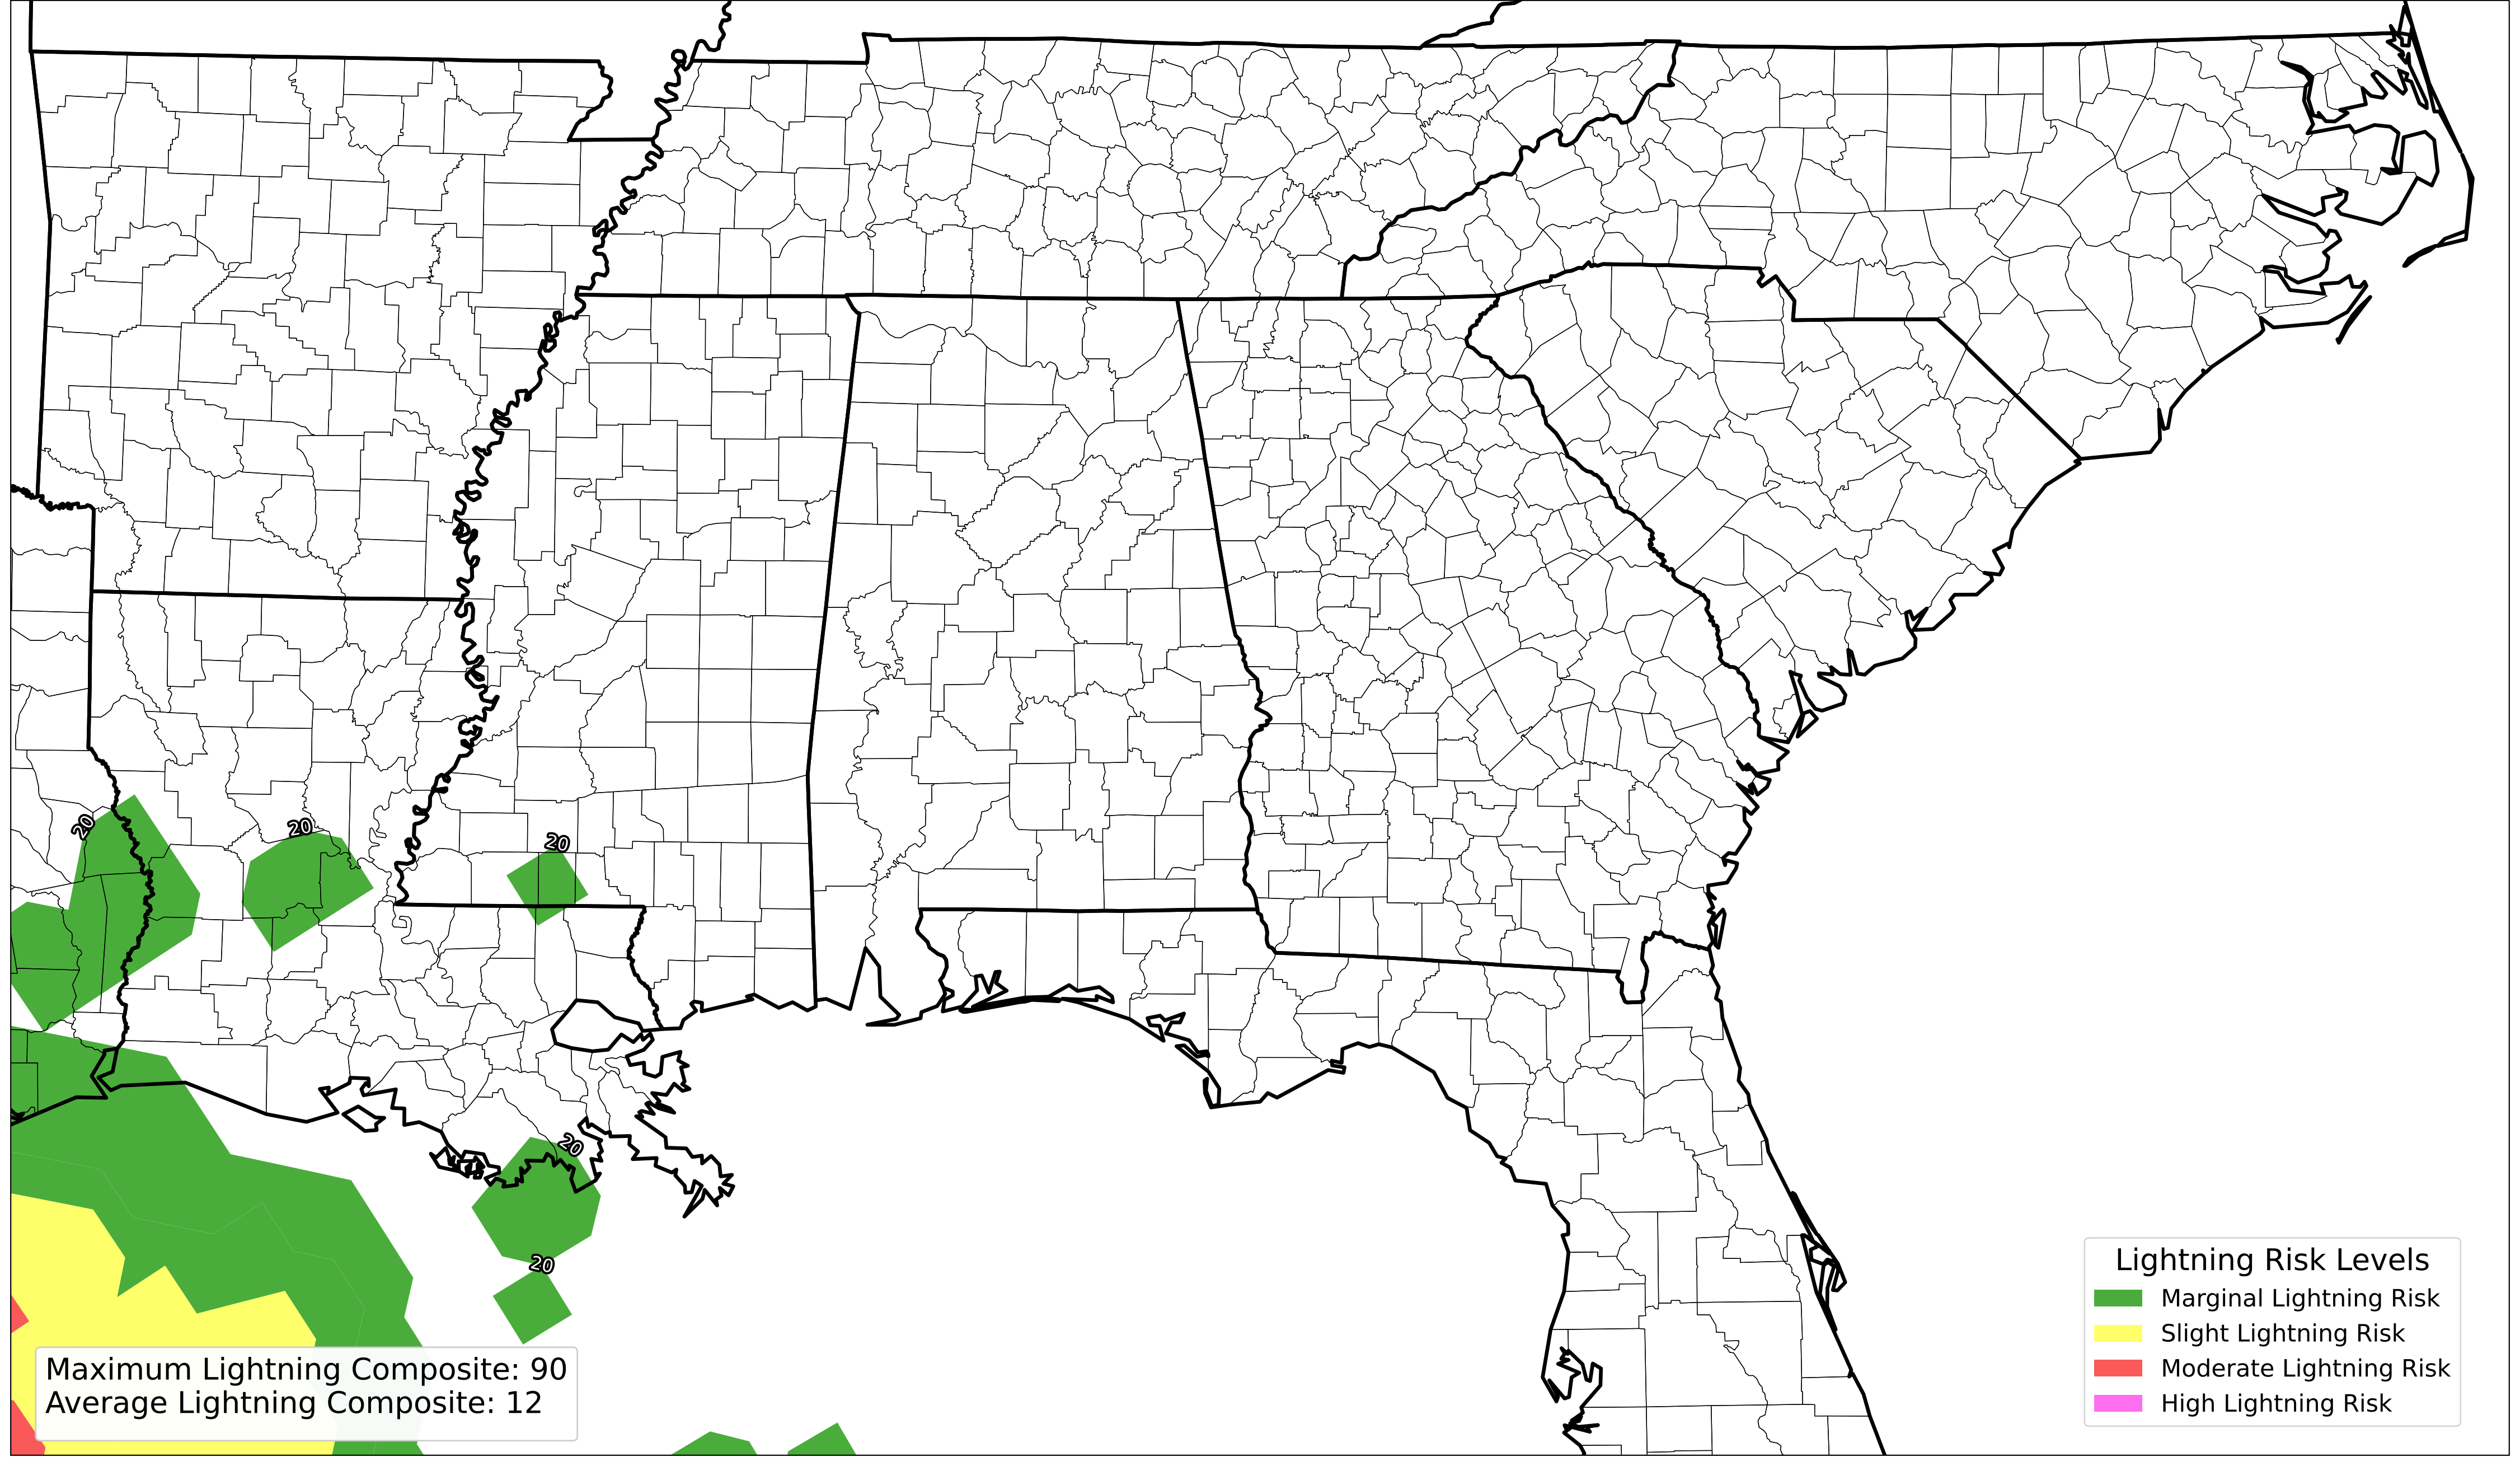 20
20
20
20
20
Maximum Lightning Composite: 90
Average Lightning Composite: 12
Lightning Risk Levels
Marginal Lightning Risk
Slight Lightning Risk
Moderate Lightning Risk
High Lightning Risk